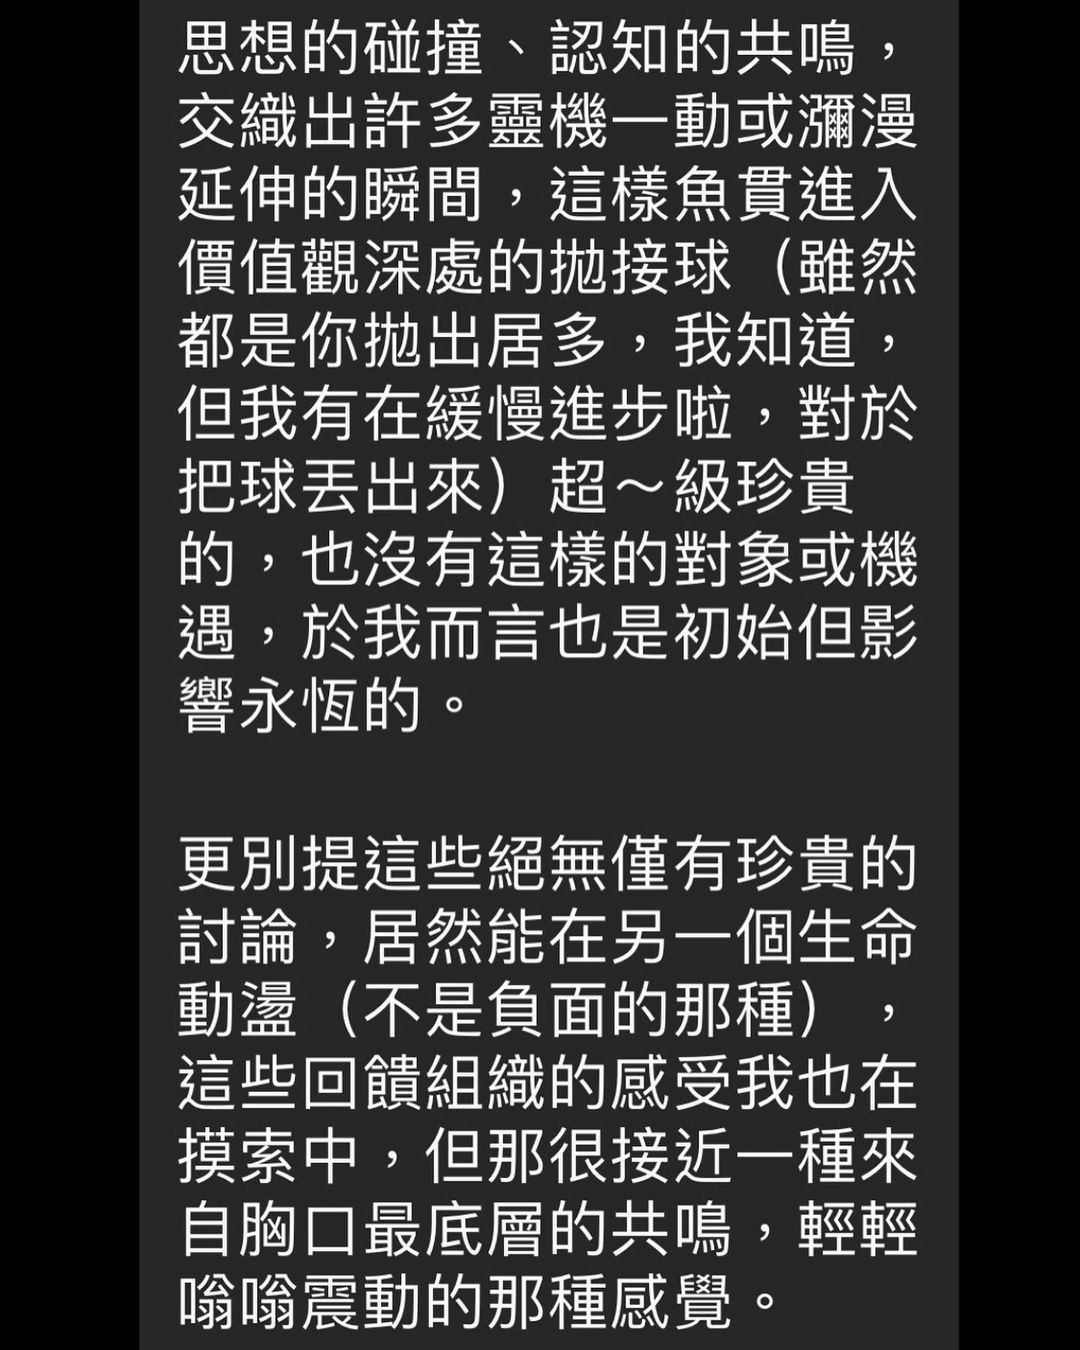 思想的碰撞、認知的共鳴，
交織出許多靈機一動或瀰漫
延伸的瞬間，這樣魚貫進入
價值觀深處的拋接球（雖然
都是你拋出居多，我知道，
但我有在緩慢進步啦，對於
把球丟出來）超～級珍貴
的，也沒有這樣的對象或機
遇，於我而言也是初始但影
響永恆的。
更別提這些絕無僅有珍貴的
討論，居然能在另一個生命
動盪（不是負面的那種），
這些回饋組織的感受我也在
摸索中，但那很接近一種來
自胸口最底層的共鳴，輕輕
嗡嗡震動的那種感覺。